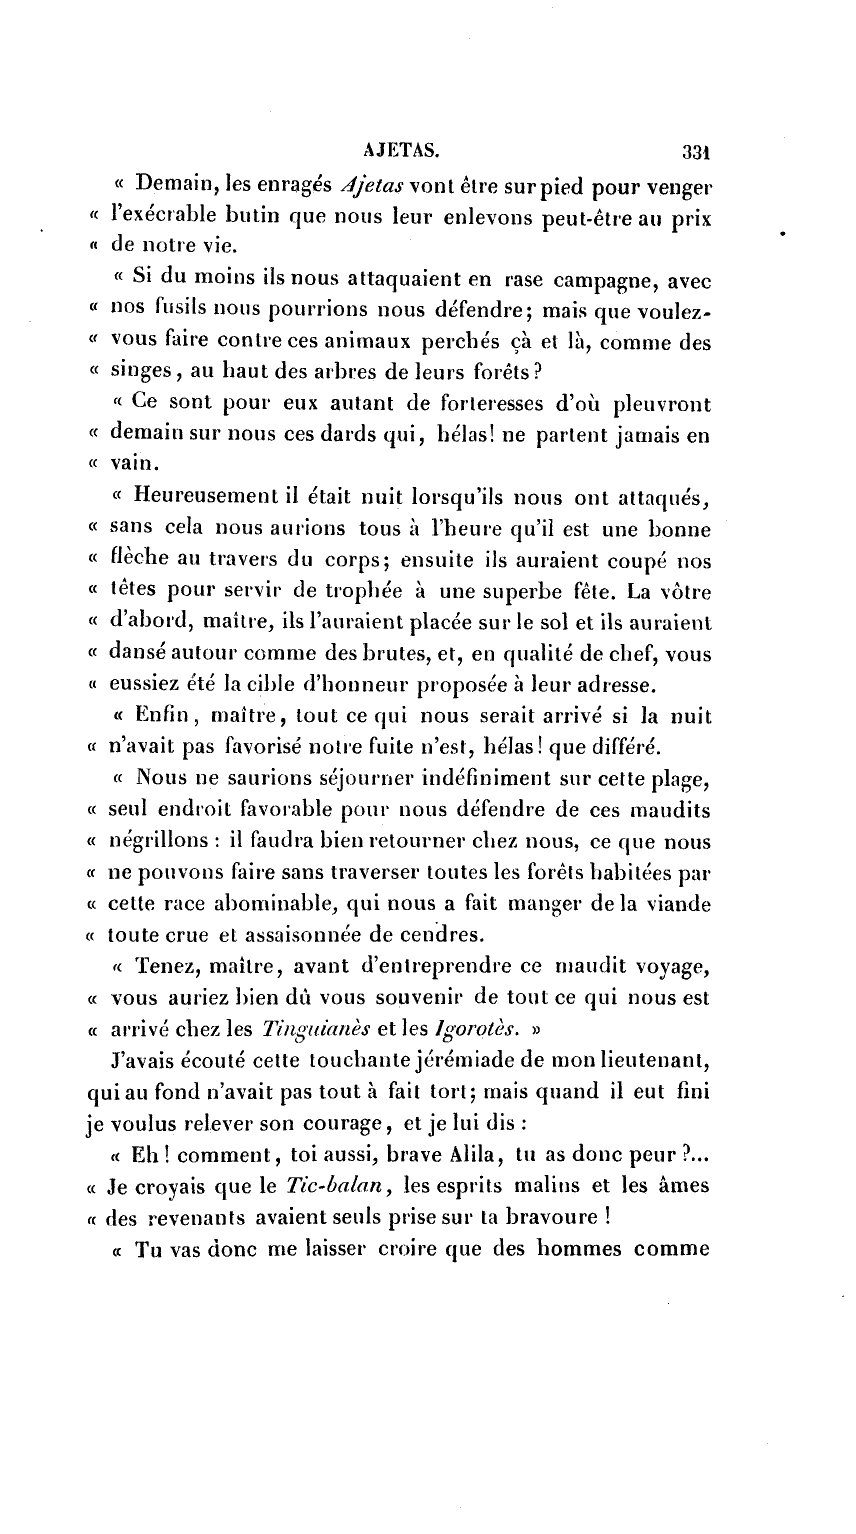 AJETAS. 331
« Demain, les enragés Ajetas vont être sur pied pour venger
« l'exécrable butin que nous leur enlevons peut-être au prix
« de notre vie.
« Si du moins ils nous attaquaient en rase campagne, avec
« nos fusils nous pourrions nous défendre; mais que voulez-
« vous faire contre ces animaux perchés çà et là, comme des
« singes, au haut des arbres de leurs forêts?
« Ce sont pour eux autant de forteresses d'où pleuvront
« demain sur nous ces dards qui, hélas! ne partent jamais en
« vain.
« Heureusement il était nuit lorsqu'ils nous ont attaqués,
« sans cela nous aurions tous à l'heure qu'il est une bonne
« flèche au travers du corps; ensuite ils auraient coupé nos
« têtes pour servir de trophée à une superbe fête. La vôtre
« d'abord, maître, ils l'auraient placée sur le sol et ils auraient
« dansé autour comme des brutes, et, en qualité de chef, vous
« eussiez été la cible d'honneur proposée à leur adresse.
« Enfin, maître, tout ce qui nous serait arrivé si la nuit
« n'avait pas favorisé notre fuite n'est, hélas! que différé.
« Nous ne saurions séjourner indéfiniment sur cette plage,
« seul endroit favorable pour nous défendre de ces maudits
« négrillons : il faudra bien retourner chez nous, ce que nous
« ne pouvons faire sans traverser toutes les forêts habitées par
« cette race abominable, qui nous a fait manger de la viande
« toute crue et assaisonnée de cendres.
« Tenez, maître, avant d'entreprendre ce maudit voyage,
« vous auriez bien dû vous souvenir de tout ce qui nous est
« arrivé chez les Tinguianès et les Igorotès. »
J'avais écouté cette touchante jérémiade de mon lieutenant,
qui au fond n'avait pas tout à fait tort; mais quand il eut fini
je voulus relever son courage, et je lui dis :
« Eh ! comment, toi aussi, brave Alila, tu as donc peur ?...
« Je croyais que le Tic-balan, les esprits malins et les âmes
« des revenants avaient seuls prise sur ta bravoure !
« Tu vas donc me laisser croire que des hommes comme